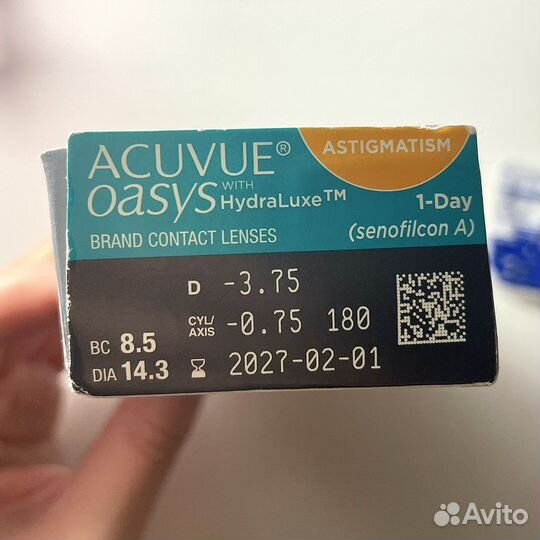 ASTIGMATISM
ACUVUE®
oasys WITH HydraLuxe™
1-Day
BRAND CONTACT LENSES
(senofilcon A)
D -3.75
CYL/AXIS -0.75 180
BC 8.5
DIA 14.3
2027-02-01
Avito